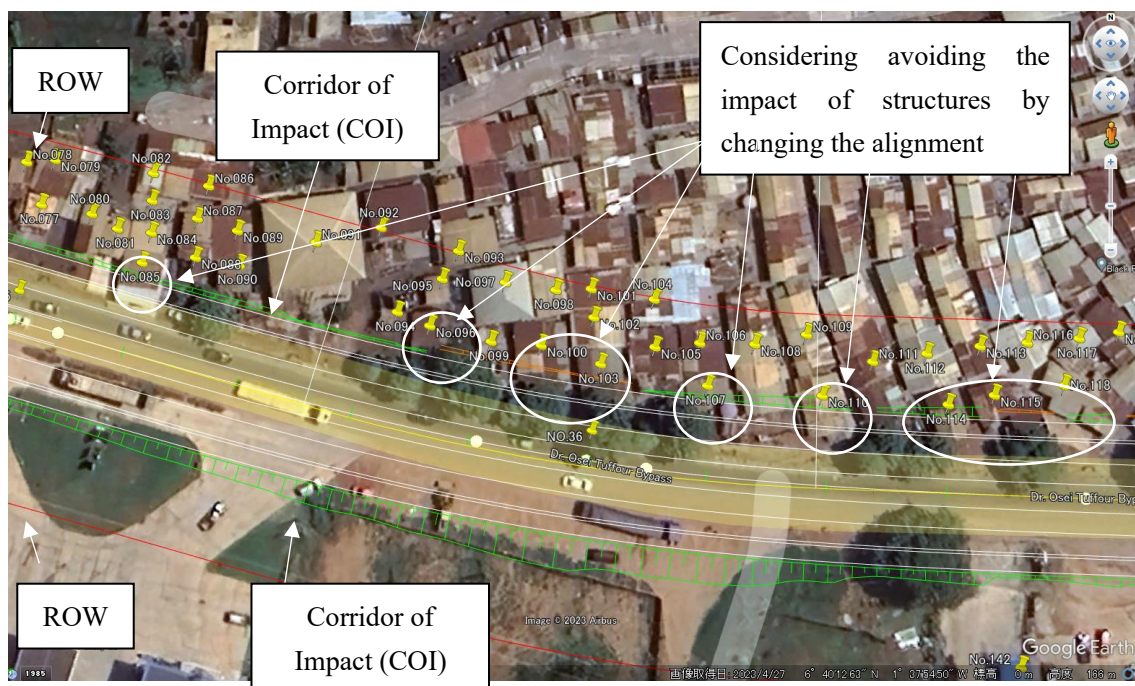 ROW
Corridor of
Impact (COI)
Considering avoiding the
impact of structures by
changing the alignment
N
No.078
No.079
No.082
No.086
No.077
No.080
No.083
No.087
No.092
No.081
No.084
No.089
No.091
No.085
No.088
No.090
No.093
No.095
No.097
No.098
No.101
No.104
No.094
No.096
No.102
No.099
No.100
No.103
No.105
No.106
No.108
No.109
No.107
No.110
No.111
No.112
No.113
No.116
No.117
No.118
No.114
No.115
NO.36
Dr. Osei Tuffour Bypass
Dr. Osei Tuffour Byp
ROW
Corridor of
Impact (COI)
Image © 2023 Airbus
No.142
Google Earth
1985
画像取得日: 2023/4/27 6°40'12.63" N 1°37'54.50" W 標高 0 m 高度 166 m